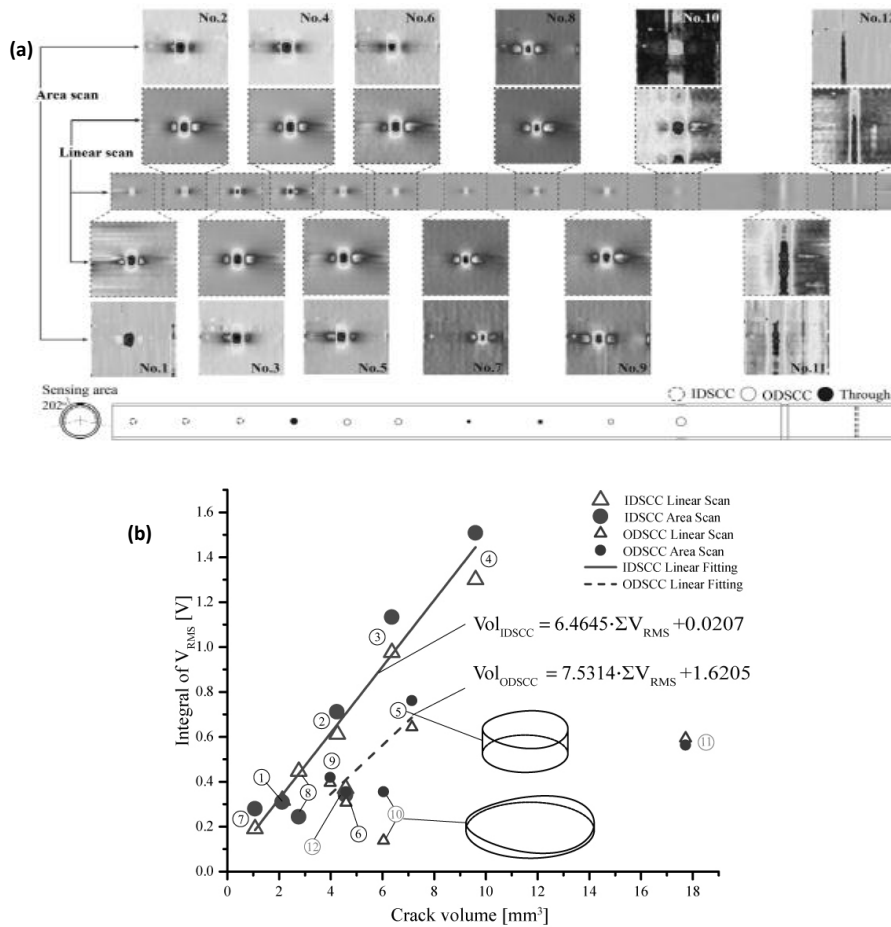 (a)
No.2
No.4
No.6
No.8
No.10
No.12
Area scan
Linear scan
No.1
No.3
No.5
No.7
No.9
No.11
Sensing area
202°
IDSCC
ODSCC
Through
(b)
Integral of V_RMS [V]
1.6
1.4
1.2
1.0
0.8
0.6
0.4
0.2
0.0
0
2
4
6
8
10
12
14
16
18
20
Crack volume [mm³]
IDSCC Linear Scan
IDSCC Area Scan
ODSCC Linear Scan
ODSCC Area Scan
IDSCC Linear Fitting
ODSCC Linear Fitting
Vol_IDSCC = 6.4645·ΣV_RMS +0.0207
Vol_ODSCC = 7.5314·ΣV_RMS +1.6205
④
③
②
⑤
⑪
⑨
①
⑧
⑦
⑩
⑫
⑥